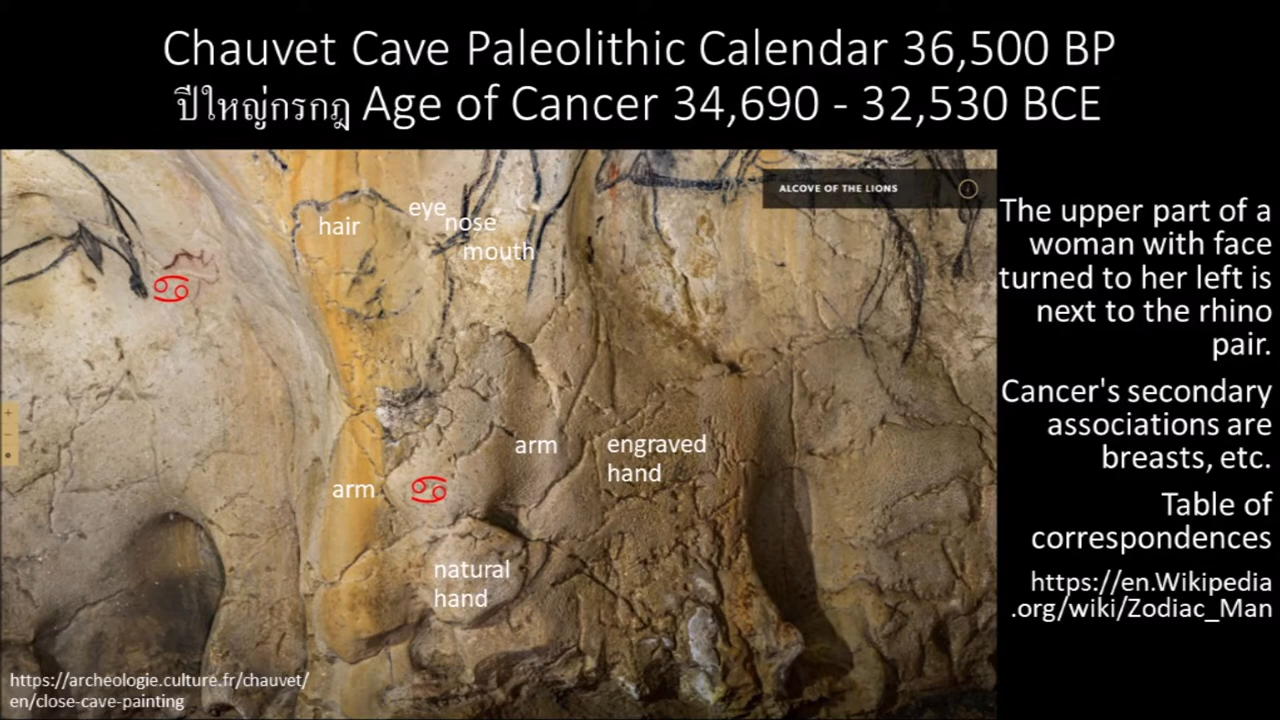 Chauvet Cave Paleolithic Calendar 36,500 BP
ปีใหญ่กรกฎ Age of Cancer 34,690 - 32,530 BCE
ALCOVE OF THE LIONS
hair
eye
nose
mouth
♋
The upper part of a
woman with face
turned to her left is
next to the rhino
pair.
Cancer's secondary
associations are
breasts, etc.
Table of
correspondences
https://en.Wikipedia
.org/wiki/Zodiac_Man
arm
engraved
hand
arm
♋
natural
hand
https://archeologie.culture.fr/chauvet/
en/close-cave-painting